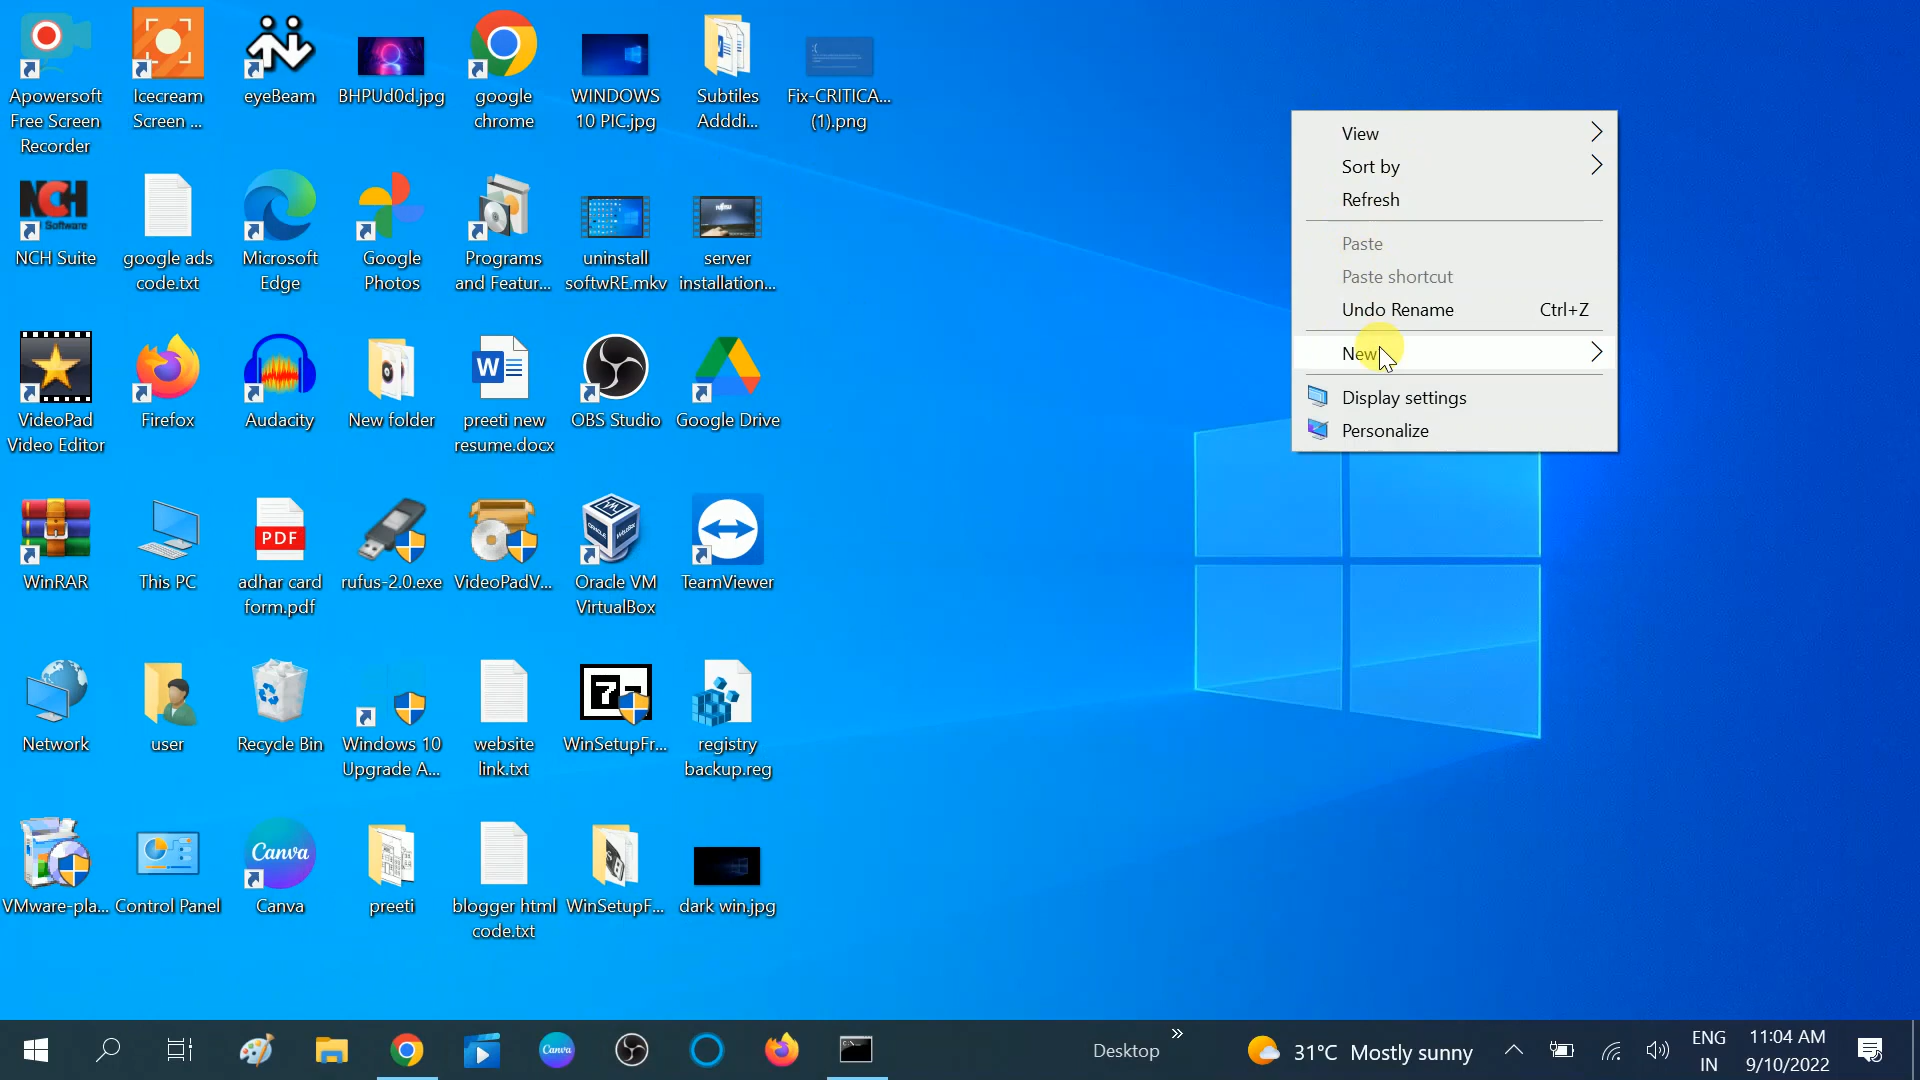 Apowersoft
Free Screen
Recorder
Icecream
Screen ...
eyeBeam
BHPUd0d.jpg
google
chrome
WINDOWS
10 PIC.jpg
Subtiles
Adddi...
Fix-CRITICA...
(1).png
NCH
Software
NCH Suite
google ads
code.txt
Microsoft
Edge
Google
Photos
Programs
and Featur...
uninstall
softwRE.mkv
server
installation...
VideoPad
Video Editor
Firefox
Audacity
New folder
W
preeti new
resume.docx
OBS Studio
Google Drive
WinRAR
This PC
PDF
adhar card
form.pdf
rufus-2.0.exe
VideoPadV...
Oracle VM
VirtualBox
TeamViewer
Network
user
Recycle Bin
Windows 10
Upgrade A...
website
link.txt
WinSetupFr...
registry
backup.reg
VMware-pla...
Control Panel
Canva
Canva
preeti
blogger html
code.txt
WinSetupF...
dark win.jpg
View
Sort by
Refresh
Paste
Paste shortcut
Undo Rename Ctrl+Z
New
Display settings
Personalize
Canva
Desktop
31°C Mostly sunny
ENG
IN
11:04 AM
9/10/2022